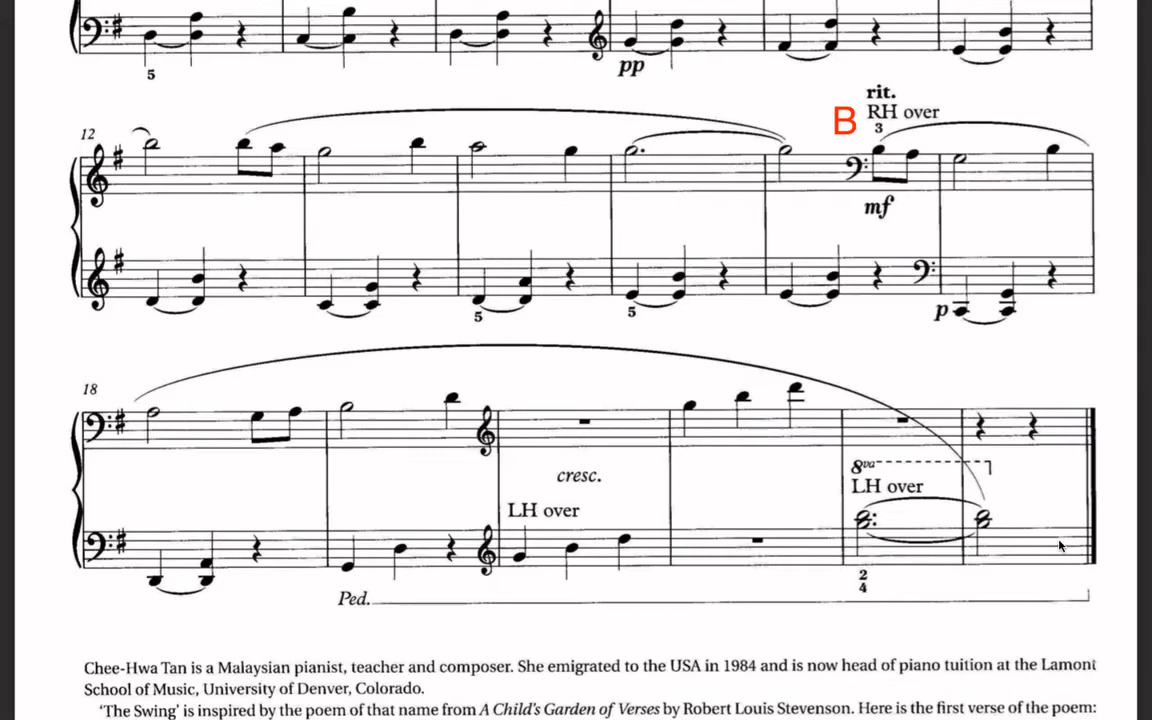 5
pp
rit.
B RH over
12 3
mf
5 5 p
18
cresc.
8va
LH over LH over
2
4
Ped.
Chee-Hwa Tan is a Malaysian pianist, teacher and composer. She emigrated to the USA in 1984 and is now head of piano tuition at the Lamont
School of Music, University of Denver, Colorado.
‘The Swing’ is inspired by the poem of that name from A Child’s Garden of Verses by Robert Louis Stevenson. Here is the first verse of the poem: